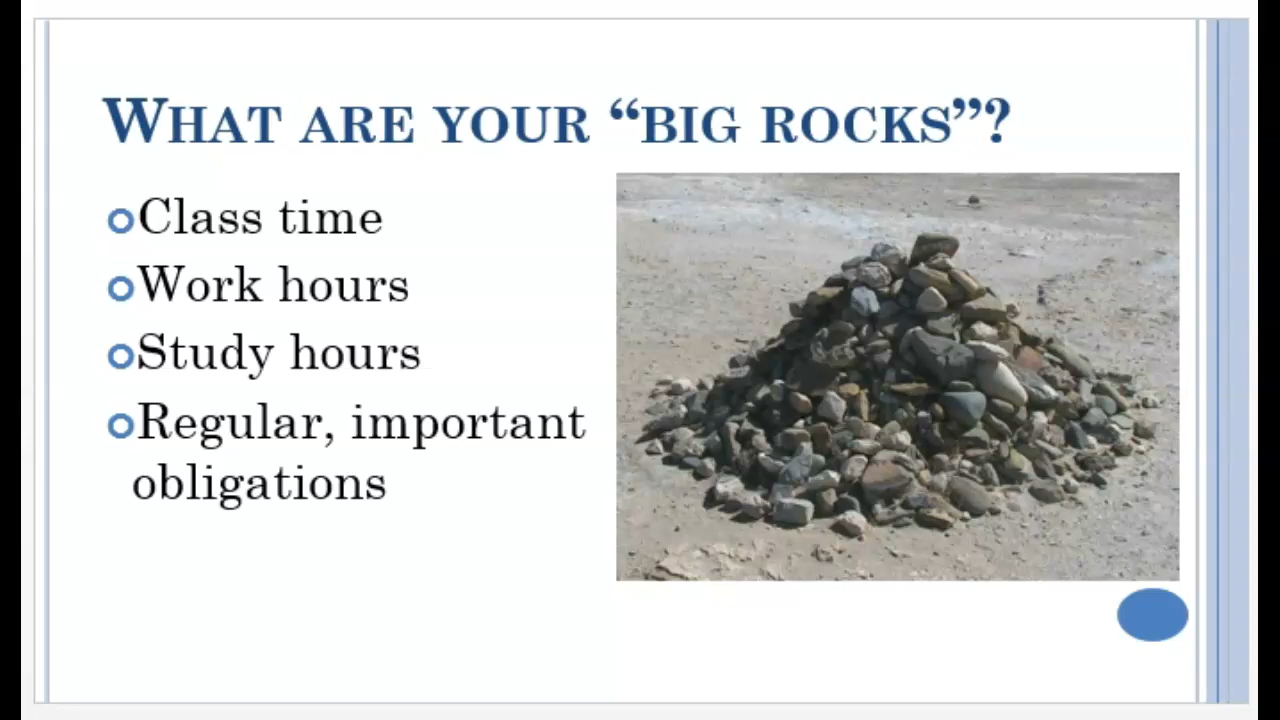 WHAT ARE YOUR “BIG ROCKS”?
Class time
Work hours
Study hours
Regular, important
obligations